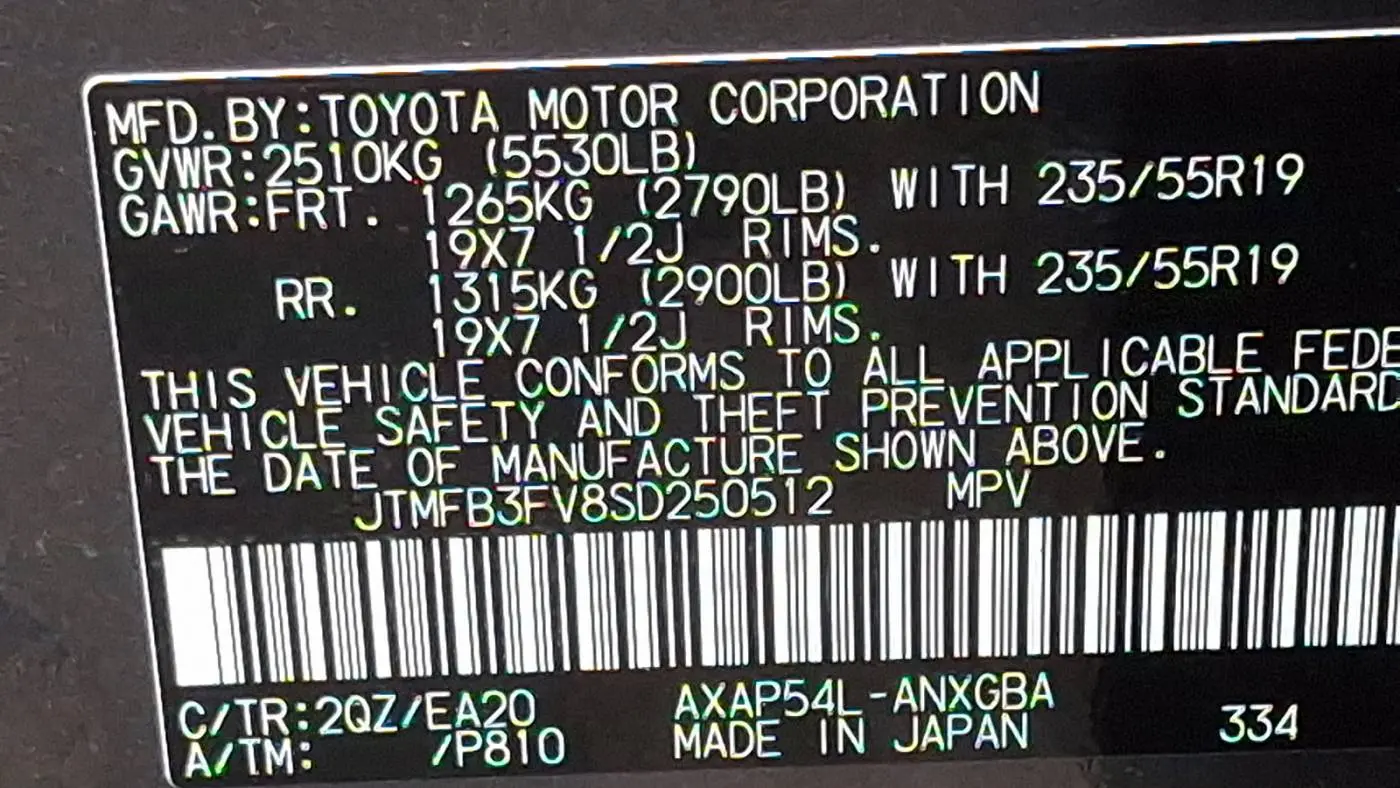 MFD.BY:TOYOTA MOTOR CORPORATION
GVWR:2510KG (5530LB)
GAWR:FRT. 1265KG (2790LB) WITH 235/55R19
19X7 1/2J RIMS.
RR. 1315KG (2900LB) WITH 235/55R19
19X7 1/2J RIMS.
THIS VEHICLE CONFORMS TO ALL APPLICABLE FEDE
VEHICLE SAFETY AND THEFT PREVENTION STANDARD
THE DATE OF MANUFACTURE SHOWN ABOVE.
JTMFB3FV8SD250512 MPV
C/TR:2QZ/EA20 AXAP54L-ANXGBA
A/TM: /P810 MADE IN JAPAN 334